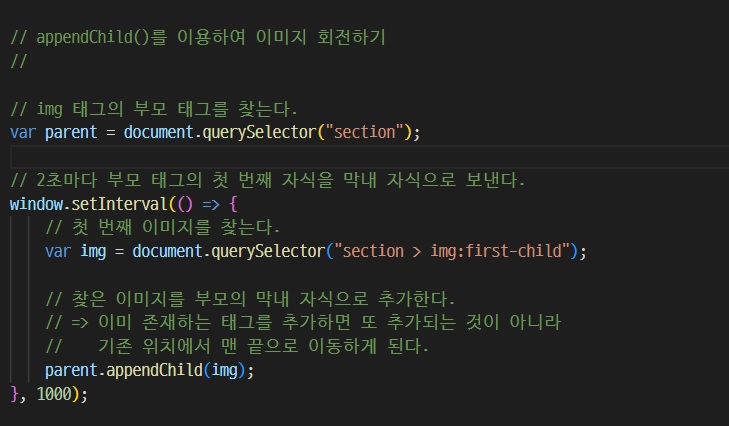 // appendChild()를 이용하여 이미지 회전하기
//
// img 태그의 부모 태그를 찾는다.
var parent = document.querySelector("section");
// 2초마다 부모 태그의 첫 번째 자식을 막내 자식으로 보낸다.
window.setInterval(() => {
// 첫 번째 이미지를 찾는다.
var img = document.querySelector("section > img:first-child");
// 찾은 이미지를 부모의 막내 자식으로 추가한다.
// => 이미 존재하는 태그를 추가하면 또 추가되는 것이 아니라
// 기존 위치에서 맨 끝으로 이동하게 된다.
parent.appendChild(img);
}, 1000);